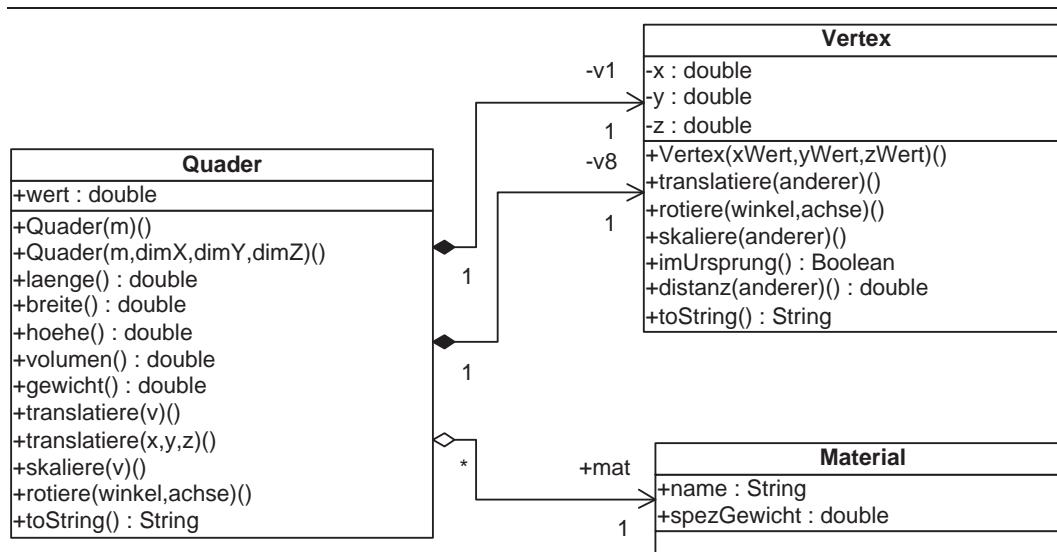 Quader
+wert : double
+Quader(m)()
+Quader(m,dimX,dimY,dimZ)()
+laenge() : double
+breite() : double
+hoehe() : double
+volumen() : double
+gewicht() : double
+translatiere(v)()
+translatiere(x,y,z)()
+skaliere(v)()
+rotiere(winkel,achse)()
+toString() : String
1
1
*
-v1
1
-v8
1
+mat
1
Vertex
-x : double
-y : double
-z : double
+Vertex(xWert,yWert,zWert)()
+translatiere(anderer)()
+rotiere(winkel,achse)()
+skaliere(anderer)()
+imUrsprung() : Boolean
+distanz(anderer)() : double
+toString() : String
Material
+name : String
+spezGewicht : double